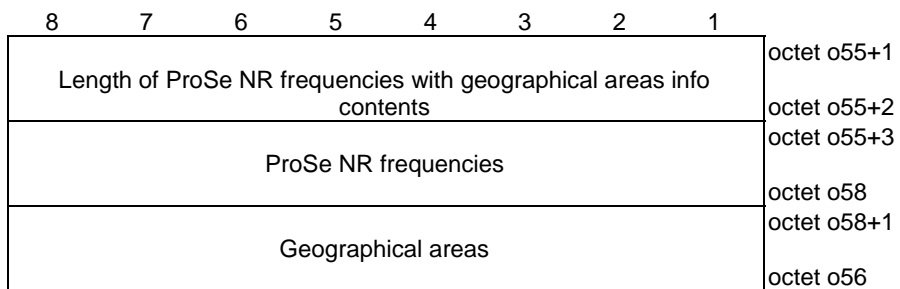 8 7 6 5 4 3 2 1
octet o55+1
Length of ProSe NR frequencies with geographical areas info
contents
octet o55+2
octet o55+3
ProSe NR frequencies
octet o58
octet o58+1
Geographical areas
octet o56